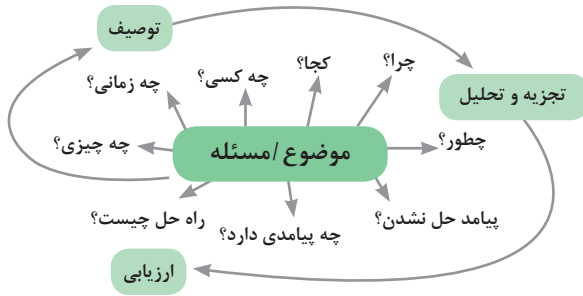 توصیف
چرا؟
کجا؟
چه کسی؟
چه زمانی؟
تجزیه و تحلیل
چطور؟
موضوع /مسئله
چه چیزی؟
پیامد حل نشدن؟
چه پیامدی دارد؟
راه حل چیست؟
ارزیابی